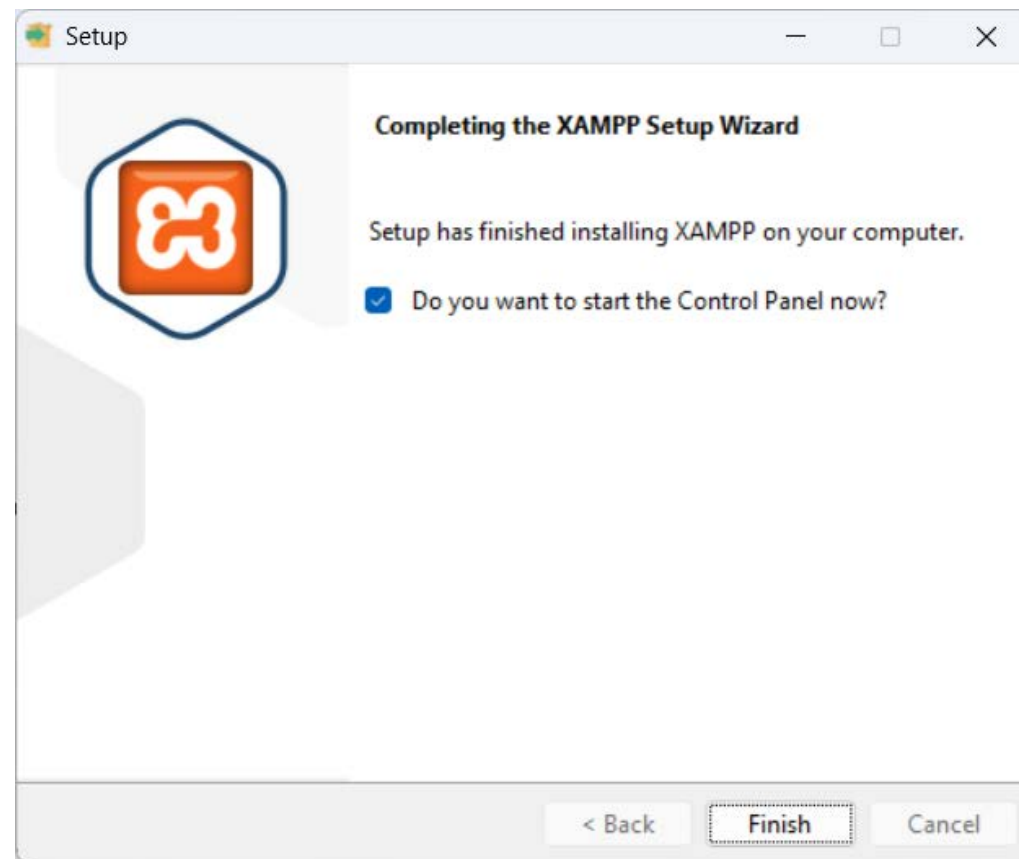 Setup
Completing the XAMPP Setup Wizard
Setup has finished installing XAMPP on your computer.
Do you want to start the Control Panel now?
< Back
Finish
Cancel